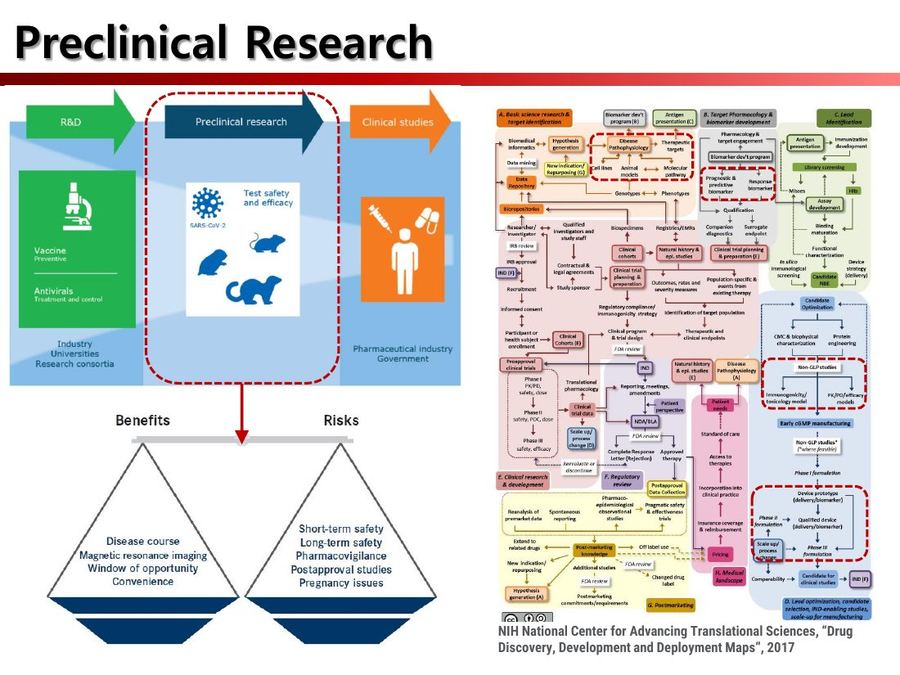 Preclinical Research
R&D
Preclinical research
Clinical studies
Vaccine
Preventive
Antivirals
Treatment and control
SARS-CoV-2
Test safety
and efficacy
Industry
Universities
Research consortia
Pharmaceutical industry
Government
Benefits
Risks
Disease course
Magnetic resonance imaging
Window of opportunity
Convenience
Short-term safety
Long-term safety
Pharmacovigilance
Postapproval studies
Pregnancy issues
A. Basic science research &
target identification
Biomarker dev't
program (B)
Antigen
presentation (C)
B. Target Pharmacology &
biomarker development
C. Lead
Identification
Biomedical
informatics
Hypothesis
generation
Disease
Pathophysiology
Therapeutic
targets
Data mining
New indication/
Repurposing (G)
Cell lines
Animal
models
Molecular
pathway
Data
Repository
Genotypes
Phenotypes
Biorepositories
Pharmacology &
target engagement
Biomarker dev't program
Prognostic &
predictive
biomarker
Response
biomarker
Qualification
Companion
diagnostics
Surrogate
endpoint
Clinical trial planning
& preparation (E)
Antigen
presentation
Immunization
development
Library screening
Mixes
HRs
Assay
development
Binding
maturation
Functional
characterization
In silico
Immunological
screening
Device
strategy
(delivery)
Candidate
NBE
Researcher/
investigator
Qualified
investigators and
study staff
Biospecimens
Registries/EMRs
IRB review
IRB approval
Clinical
cohorts
Natural history &
epi. studies
IND (F)
Contractual &
legal agreements
Clinical trial
planning &
preparation
Outcomes, rates and
severity measures
Population-specific &
events from
existing therapy
Recruitment
Study sponsor
Informed consent
Regulatory compliance/
immunogenicity strategy
Identification of target population
Participant or
health subject
enrollment
Clinical
Cohorts (B)
Clinical program
& trial design
Therapeutic and
clinical endpoints
FDA review
Preapproval
clinical trials
IND
Natural history
& epi. studies
(E)
Disease
Pathophysiology
(A)
Phase I
PK/PD,
safety, dose
Translational
pharmacology
Reporting, meetings,
amendments
Phase II
safety, POC, dose
Clinical
trial data
Patient
perspective
Patient
needs
NDA/BLA
Phase III
safety, efficacy
Scale up/
process
change (D)
FDA review
Standard of care
Complete Response
Letter (Rejection)
Approved
therapy
Access to
therapies
Reevaluate or
discontinue
E. Clinical research
& development
F. Regulatory
review
Postapproval
Data Collection
Incorporation into
clinical practice
Reanalysis of
premarket data
Spontaneous
reporting
Pharmaco-
epidemiological
observational
studies
Pragmatic safety
& effectiveness
trials
Insurance coverage
& reimbursement
Extend to
related drugs
Post-marketing
knowledge
Off label use
Pricing
New indication/
repurposing
Additional studies
FDA review
H. Medical
landscape
FDA review
Changed drug
label
Hypothesis
generation (A)
Postmarketing
commitments/requirements
G. Postmarketing
Candidate
Optimization
CMC & biophysical
characterization
Protein
engineering
Non-GLP studies
Immunogenicity/
toxicology model
PK/PD/efficacy
models
Early cGMP manufacturing
Non-GLP studies*
(*where feasible)
Phase I formulation
Device prototype
(delivery/biomarker)
Phase II
formulation
Qualified device
(delivery/biomarker)
Scale up/
process
change
Phase III
formulation
Comparability
Candidate for
clinical studies
IND (F)
D. Lead optimization, candidate
selection, IND-enabling studies,
scale-up for manufacturing
NIH National Center for Advancing Translational Sciences, “Drug
Discovery, Development and Deployment Maps”, 2017